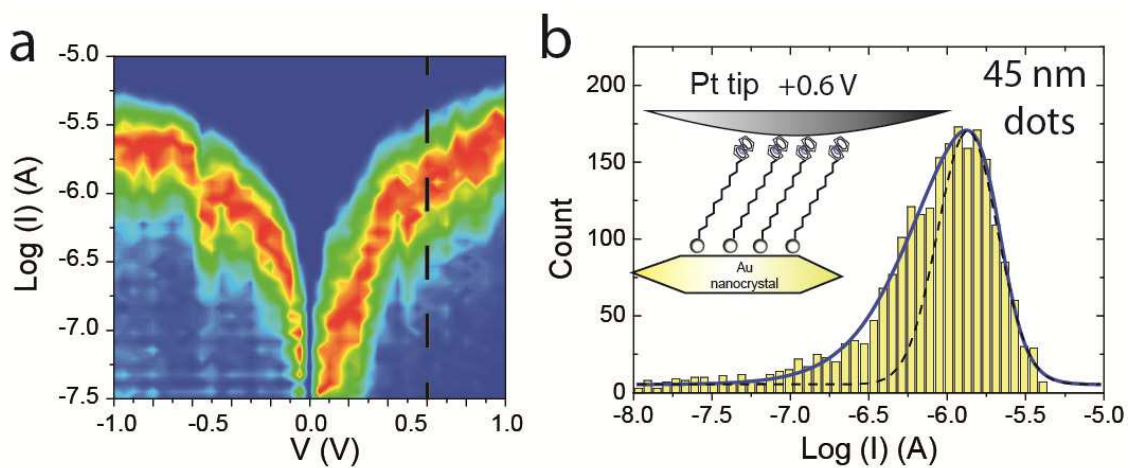 a
Log (I) (A)
-5.0
-5.5
-6.0
-6.5
-7.0
-7.5
-1.0 -0.5 0.0 0.5 1.0
V (V)
b
Count
200
150
100
50
0
45 nm
dots
Pt tip +0.6 V
Au
nanocrystal
-8.0 -7.5 -7.0 -6.5 -6.0 -5.5 -5.0
Log (I) (A)